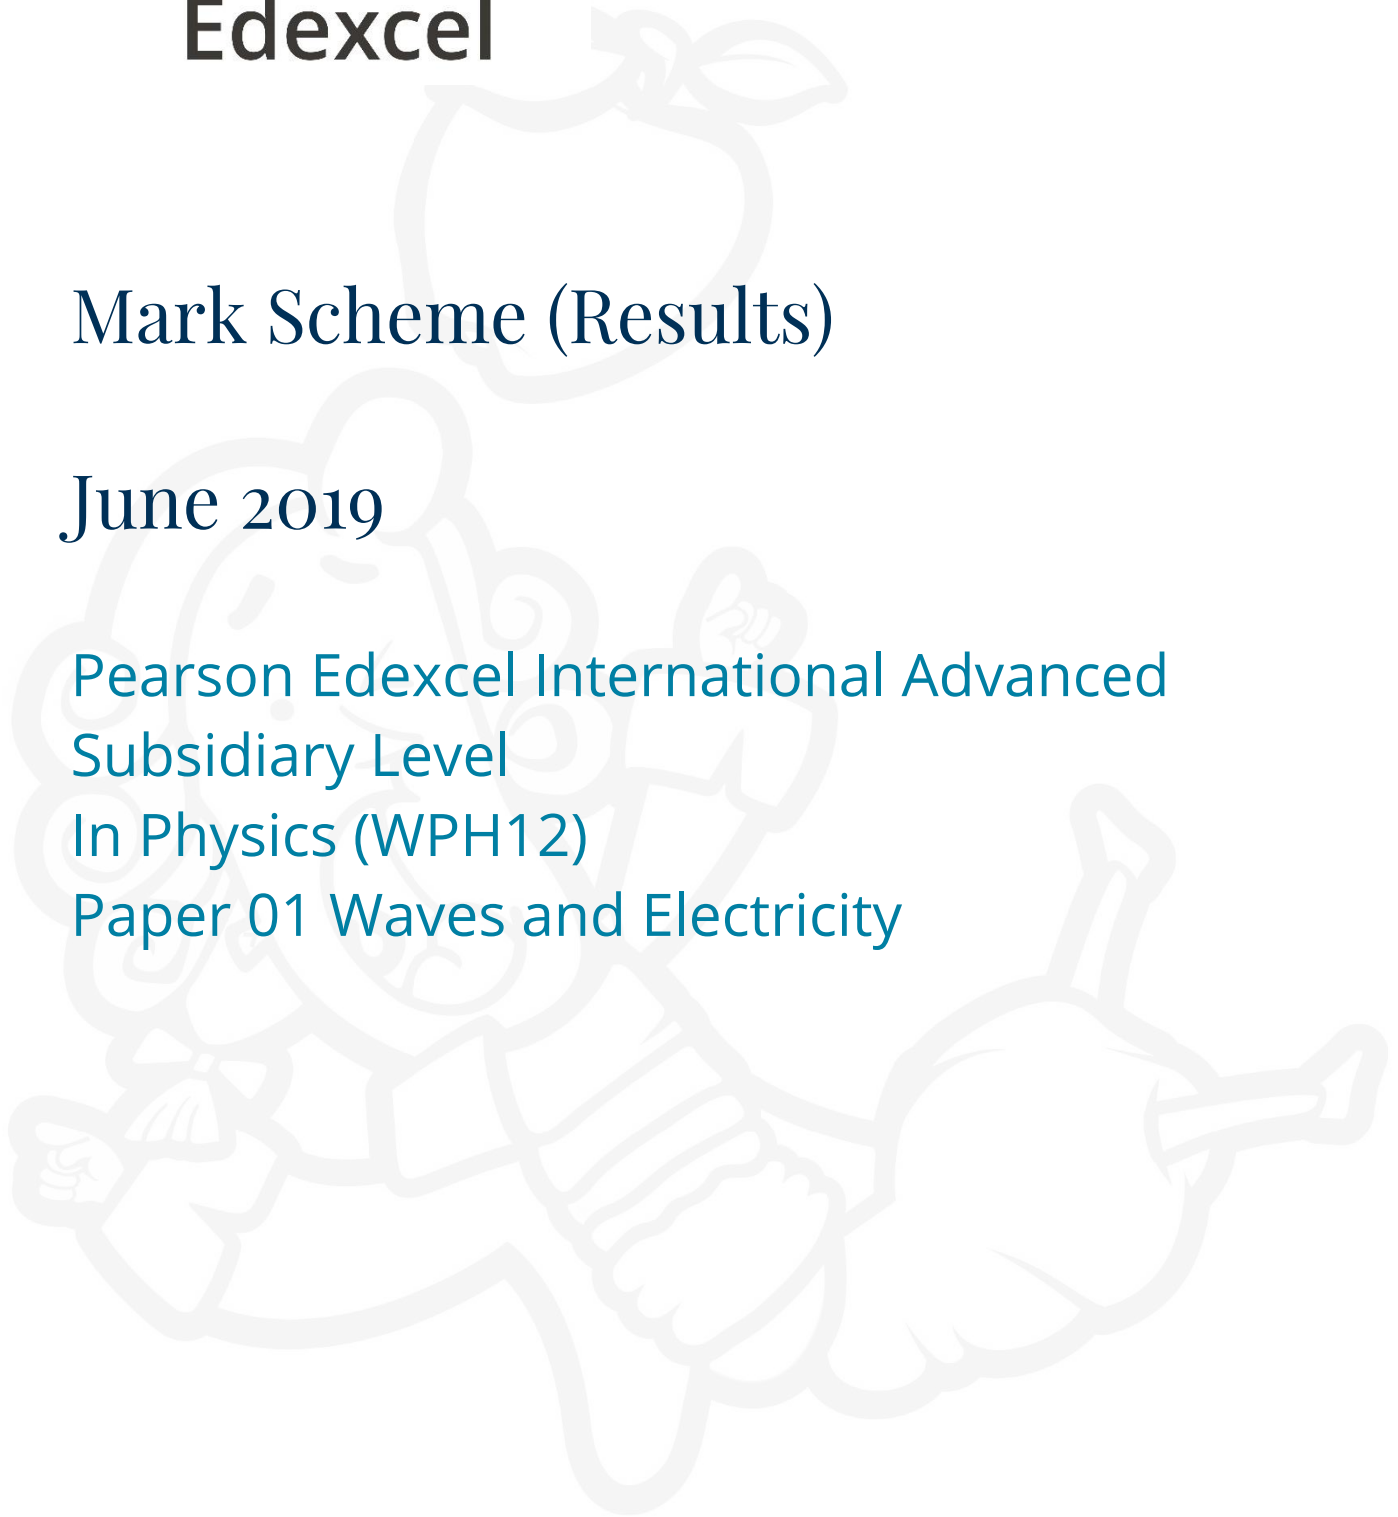 Edexcel
Mark Scheme (Results)
June 2019
Pearson Edexcel International Advanced
Subsidiary Level
In Physics (WPH12)
Paper 01 Waves and Electricity